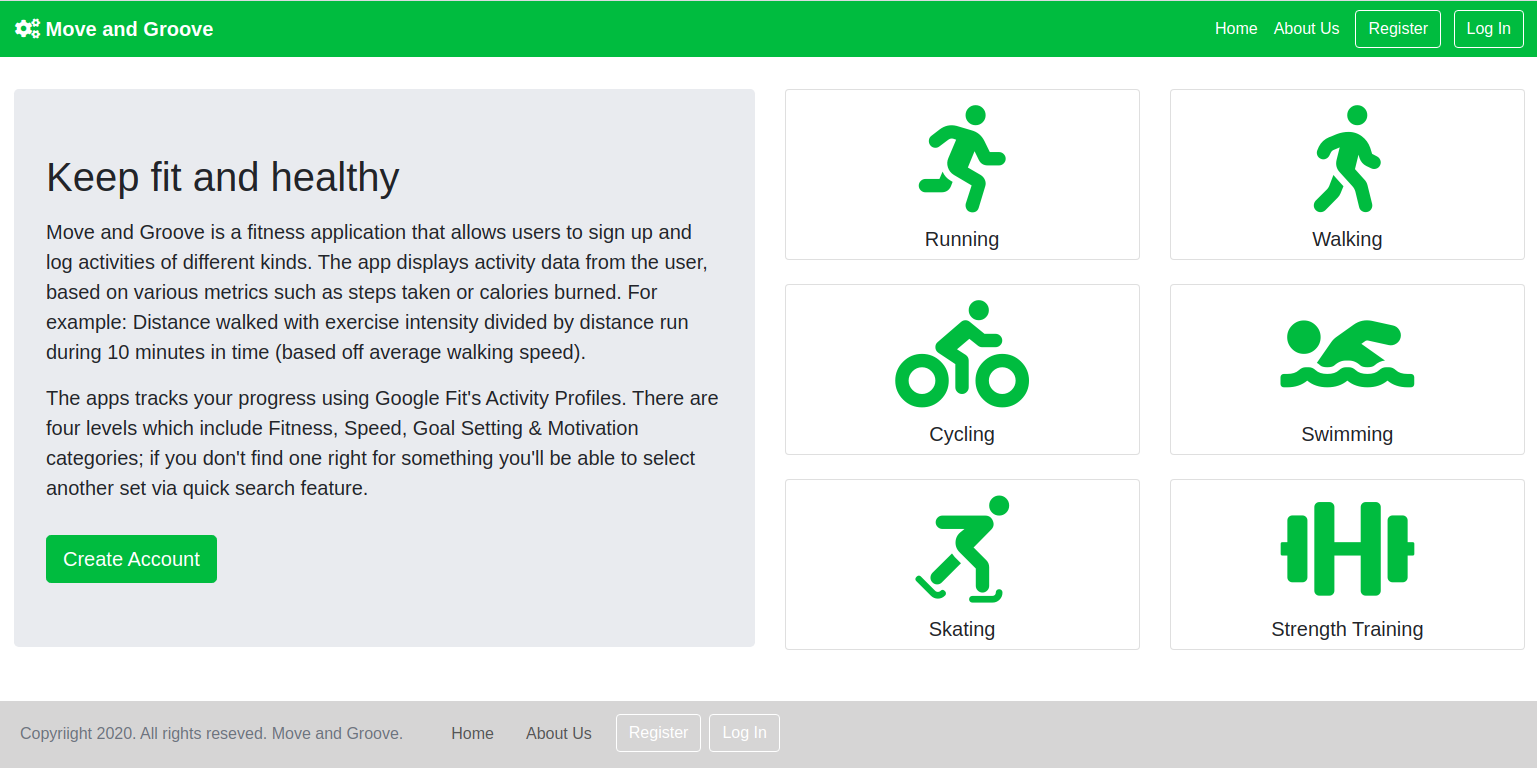 Move and Groove
Home About Us Register Log In
Keep fit and healthy
Move and Groove is a fitness application that allows users to sign up and
log activities of different kinds. The app displays activity data from the user,
based on various metrics such as steps taken or calories burned. For
example: Distance walked with exercise intensity divided by distance run
during 10 minutes in time (based off average walking speed).
The apps tracks your progress using Google Fit's Activity Profiles. There are
four levels which include Fitness, Speed, Goal Setting & Motivation
categories; if you don't find one right for something you'll be able to select
another set via quick search feature.
Create Account
Running
Walking
Cycling
Swimming
Skating
Strength Training
Copyriight 2020. All rights reseved. Move and Groove. Home About Us Register Log In